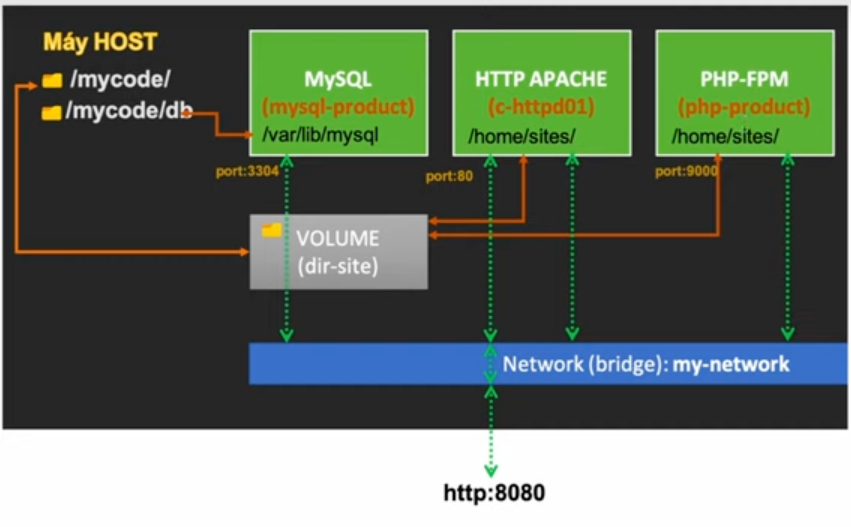 Máy HOST
/mycode/
/mycode/db
MySQL
(mysql-product)
/var/lib/mysql
port:3304
HTTP APACHE
(c-httpd01)
/home/sites/
port:80
PHP-FPM
(php-product)
/home/sites/
port:9000
VOLUME
(dir-site)
Network (bridge): my-network
http:8080